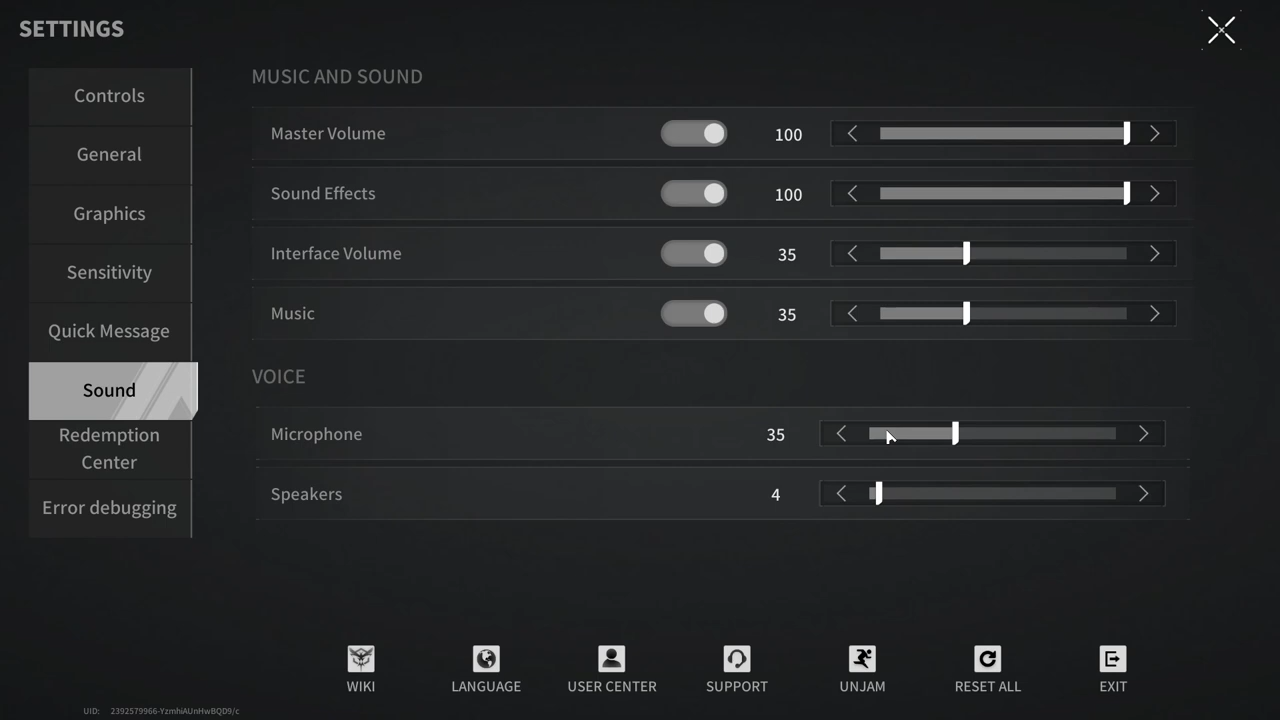 SETTINGS
Controls
General
Graphics
Sensitivity
Quick Message
Sound
Redemption
Center
Error debugging
MUSIC AND SOUND
Master Volume 100
Sound Effects 100
Interface Volume 35
Music 35
VOICE
Microphone 35
Speakers 4
WIKI LANGUAGE USER CENTER SUPPORT UNJAM RESET ALL EXIT
UID: 2392579966-YzmhiAUnHwBQD9/c